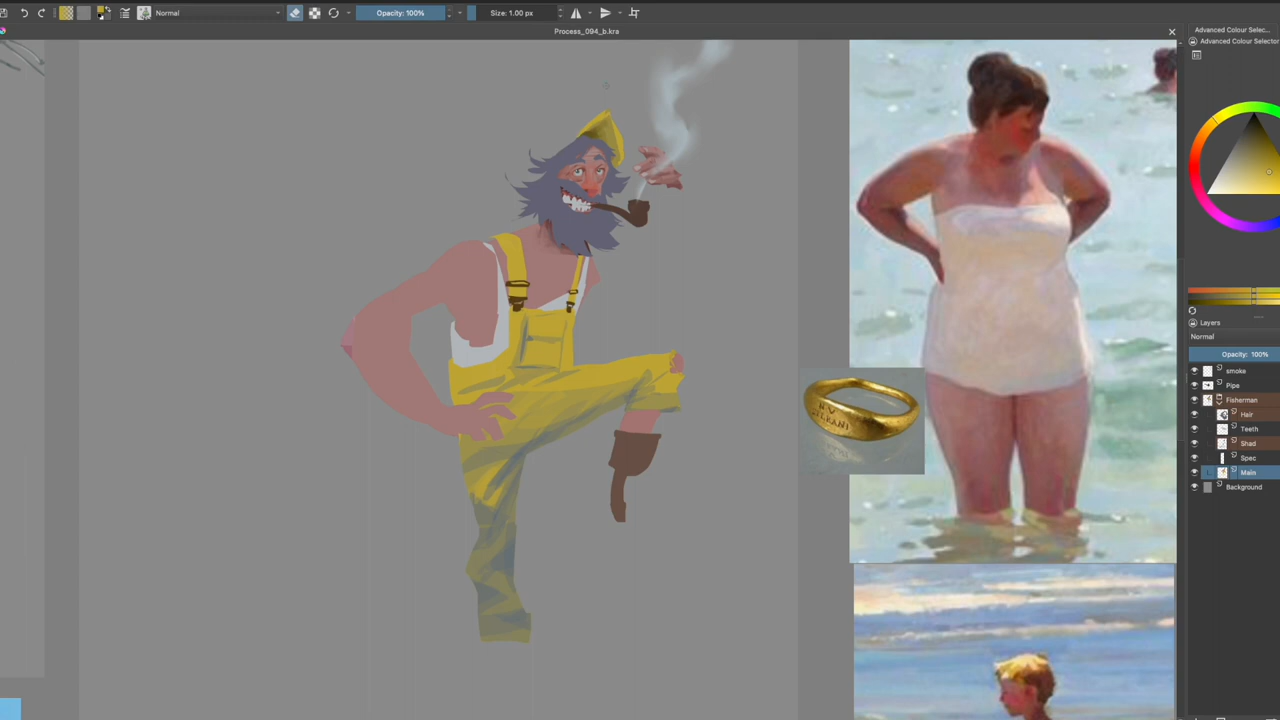 Normal
Opacity: 100%
Size: 1.00 px
Process_094_b.kra
Advanced Colour Selec...
Advanced Colour Selector
Layers
Normal
Opacity: 100%
smoke
Pipe
Fisherman
Hair
Teeth
Shad
Spec
Main
Background